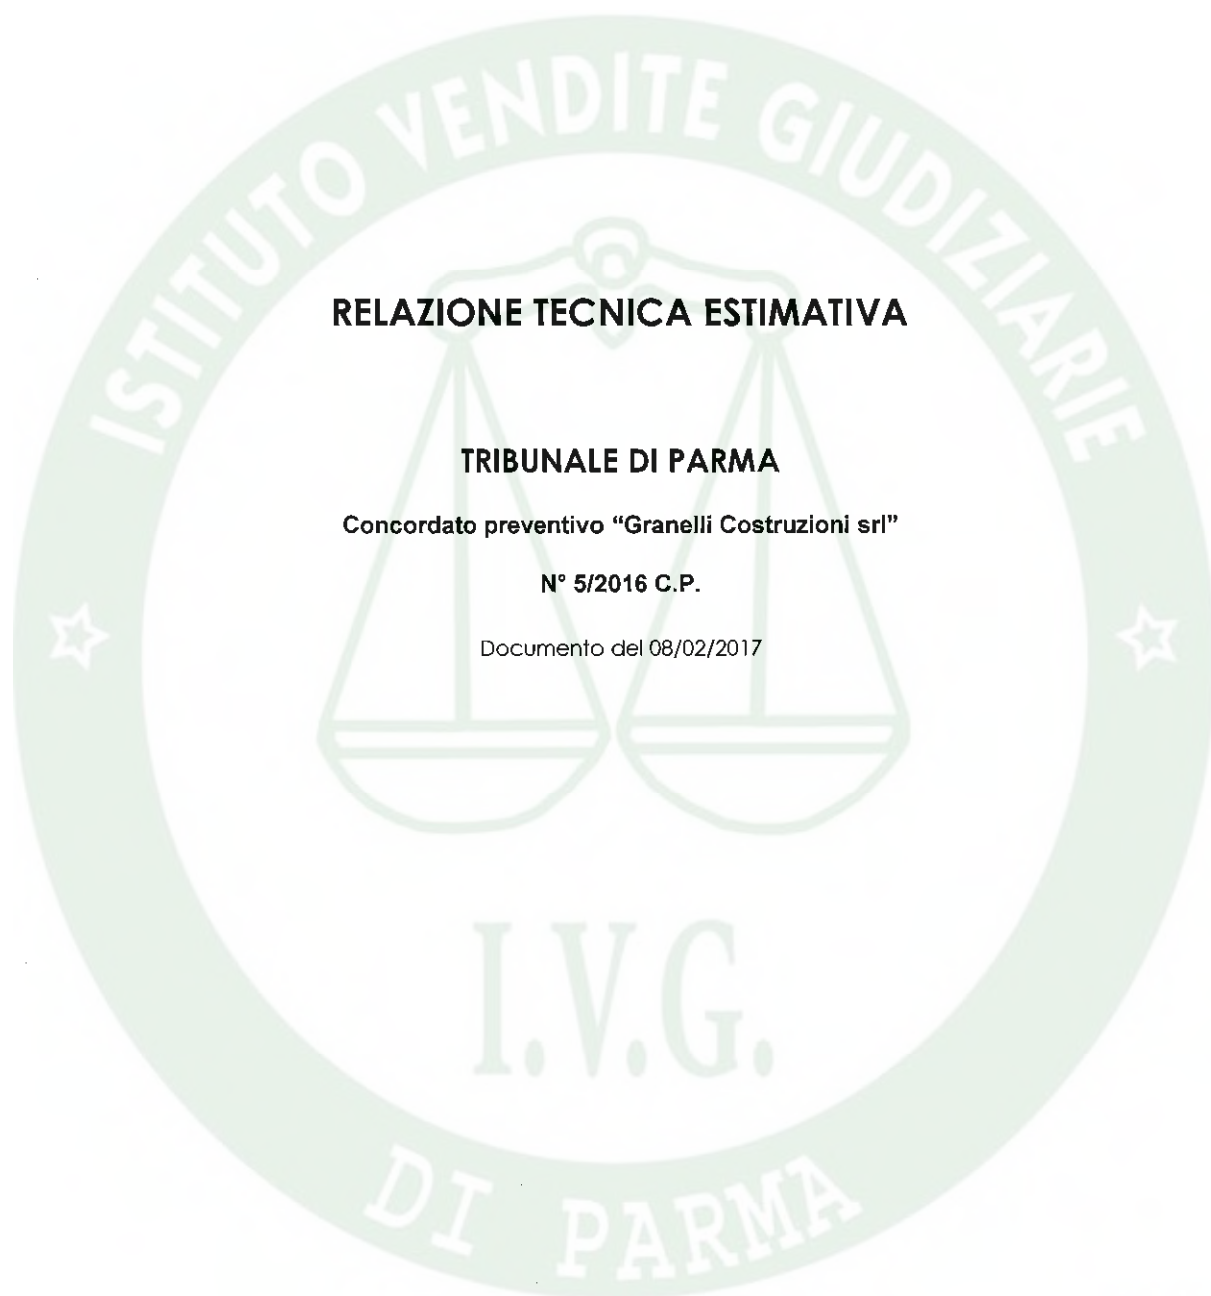 ISTITUTO VENDITE GIUDIZIARIE
RELAZIONE TECNICA ESTIMATIVA
TRIBUNALE DI PARMA
Concordato preventivo “Granelli Costruzioni srl”
N° 5/2016 C.P.
Documento del 08/02/2017
I.V.G.
DI PARMA